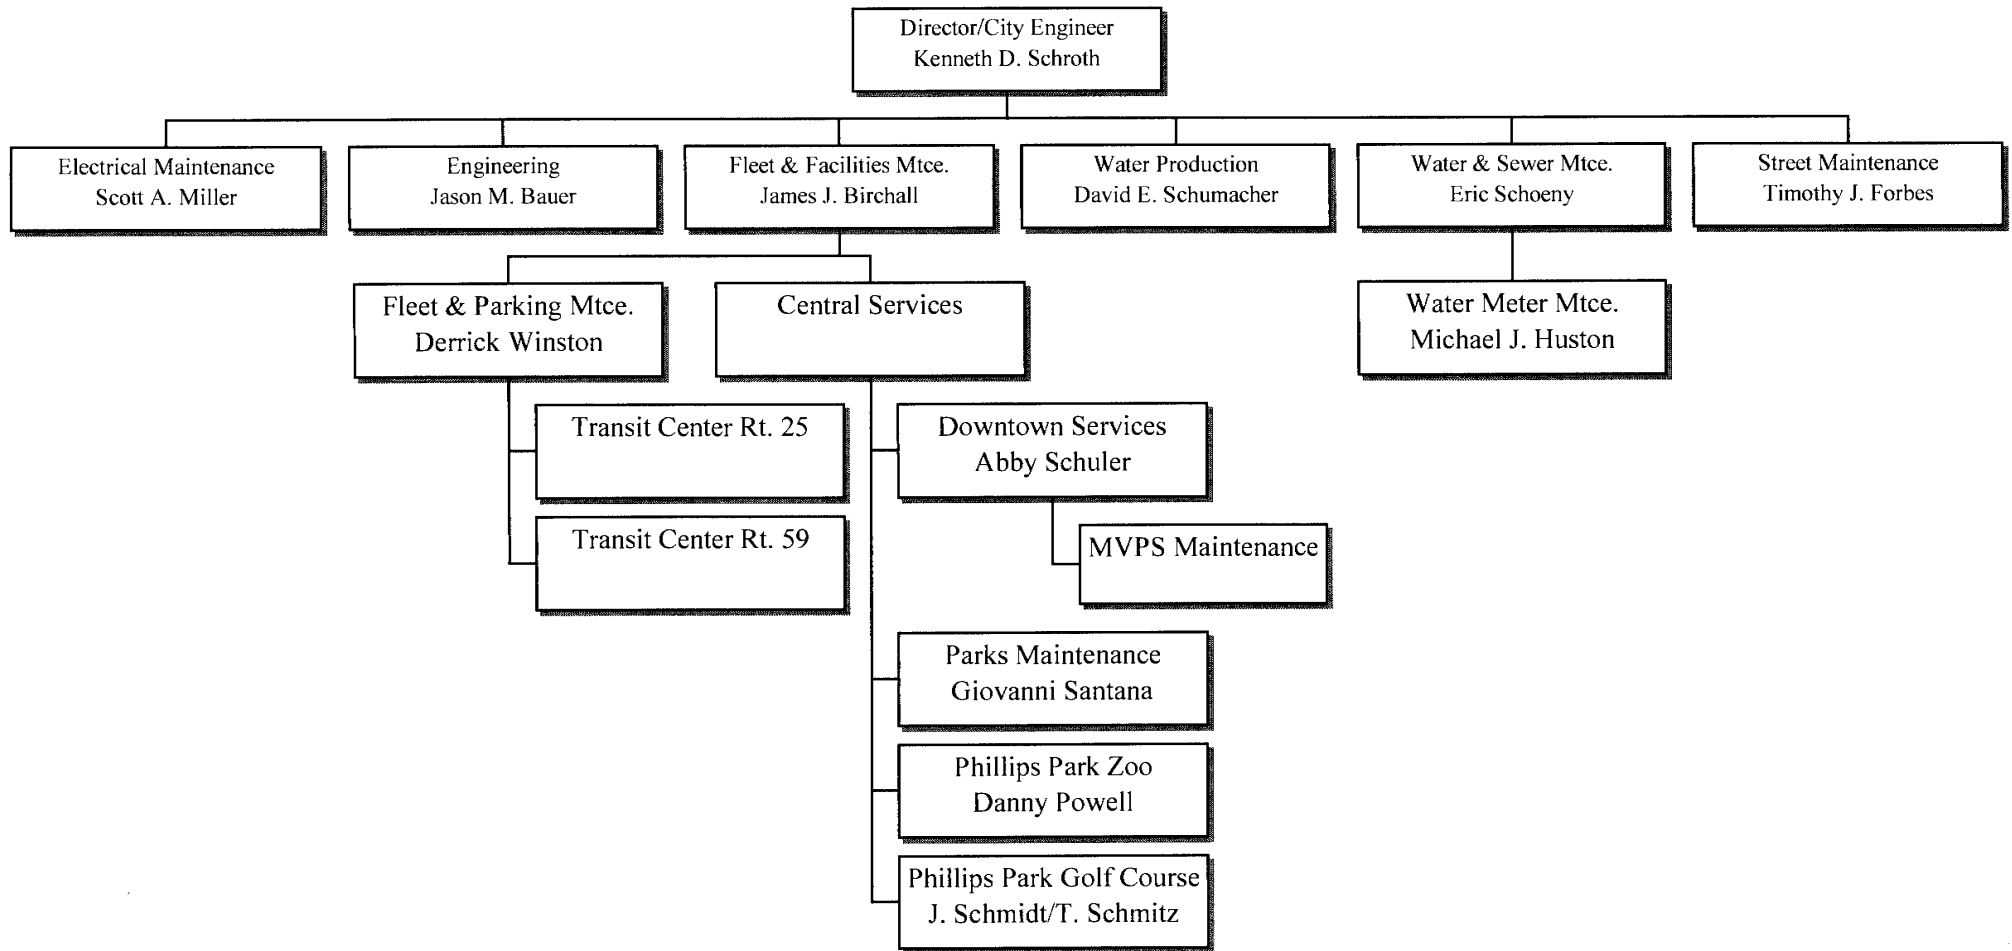 Director/City Engineer
Kenneth D. Schroth
Electrical Maintenance
Scott A. Miller
Engineering
Jason M. Bauer
Fleet & Facilities Mtce.
James J. Birchall
Water Production
David E. Schumacher
Water & Sewer Mtce.
Eric Schoeny
Street Maintenance
Timothy J. Forbes
Fleet & Parking Mtce.
Derrick Winston
Central Services
Water Meter Mtce.
Michael J. Huston
Transit Center Rt. 25
Transit Center Rt. 59
Downtown Services
Abby Schuler
MVPS Maintenance
Parks Maintenance
Giovanni Santana
Phillips Park Zoo
Danny Powell
Phillips Park Golf Course
J. Schmidt/T. Schmitz